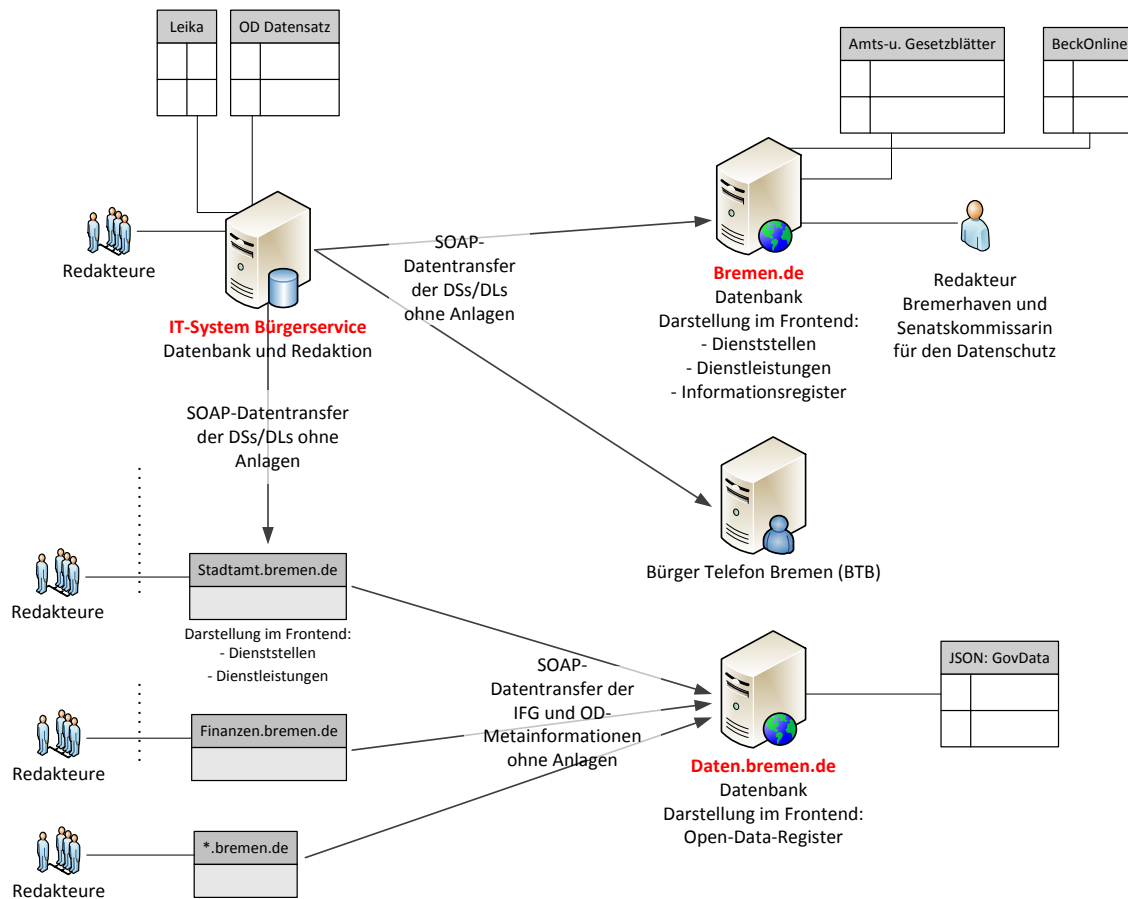 Leika
OD Datensatz
Amts-u. Gesetzblätter
BeckOnline
Redakteure
IT-System Bürgerservice
Datenbank und Redaktion
SOAP-
Datentransfer
der DSs/DLs
ohne Anlagen
Bremen.de
Datenbank
Darstellung im Frontend:
- Dienststellen
- Dienstleistungen
- Informationsregister
Redakteur
Bremerhaven und
Senatskommissarin
für den Datenschutz
SOAP-Datentransfer
der DSs/DLs ohne
Anlagen
Bürger Telefon Bremen (BTB)
Redakteure
Stadtamt.bremen.de
Darstellung im Frontend:
- Dienststellen
- Dienstleistungen
SOAP-
Datentransfer der
IFG und OD-
Metainformationen
ohne Anlagen
JSON: GovData
Redakteure
Finanzen.bremen.de
Daten.bremen.de
Datenbank
Darstellung im Frontend:
Open-Data-Register
Redakteure
*.bremen.de